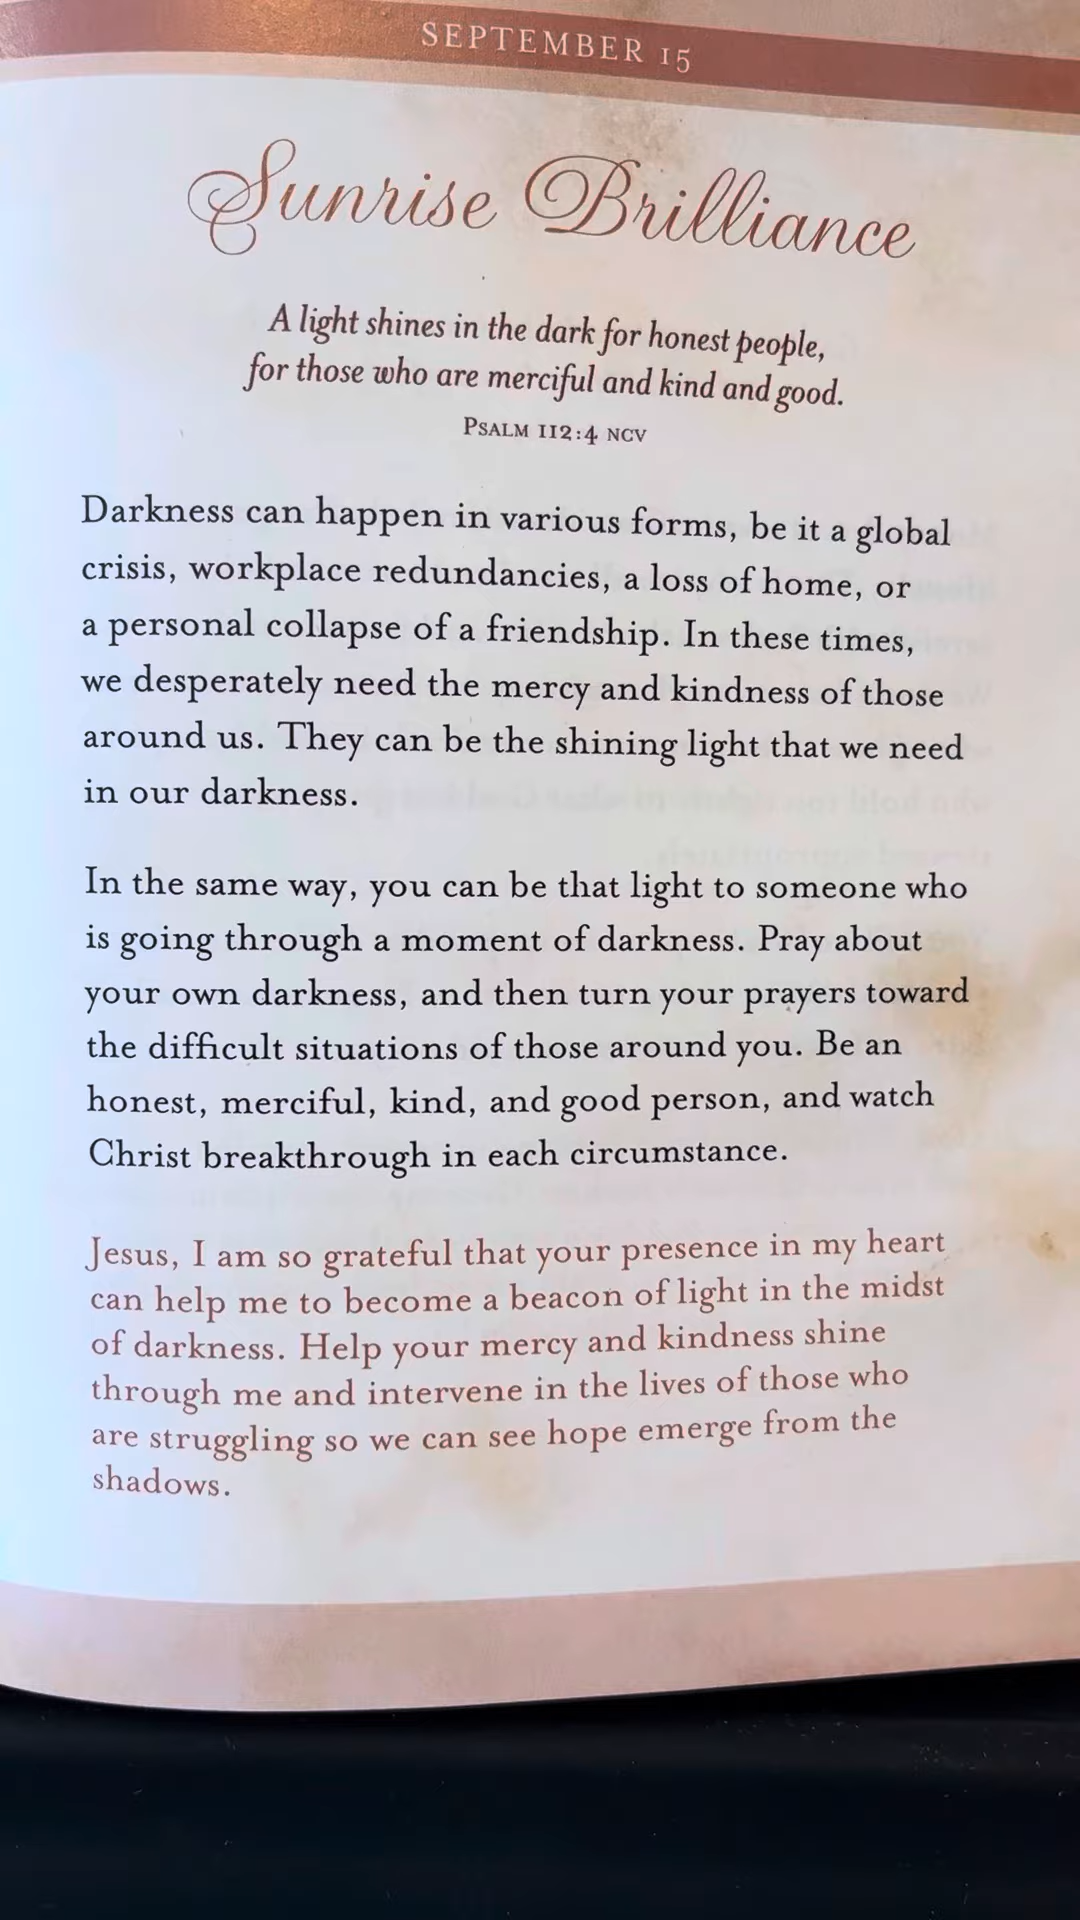 SEPTEMBER 15
Sunrise Brilliance
A light shines in the dark for honest people,
for those who are merciful and kind and good.
PSALM 112:4 NCV
Darkness can happen in various forms, be it a global
crisis, workplace redundancies, a loss of home, or
a personal collapse of a friendship. In these times,
we desperately need the mercy and kindness of those
around us. They can be the shining light that we need
in our darkness.
In the same way, you can be that light to someone who
is going through a moment of darkness. Pray about
your own darkness, and then turn your prayers toward
the difficult situations of those around you. Be an
honest, merciful, kind, and good person, and watch
Christ breakthrough in each circumstance.
Jesus, I am so grateful that your presence in my heart
can help me to become a beacon of light in the midst
of darkness. Help your mercy and kindness shine
through me and intervene in the lives of those who
are struggling so we can see hope emerge from the
shadows.